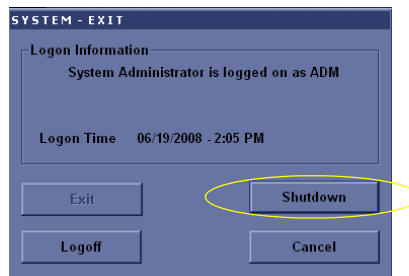 SYSTEM - EXIT
Logon Information
System Administrator is logged on as ADM
Logon Time 06/19/2008 - 2:05 PM
Exit Shutdown
Logoff Cancel